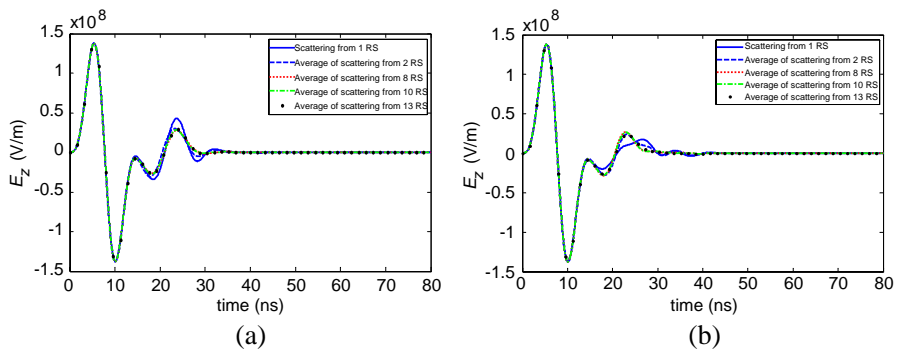 x10^8
1.5
1
0.5
0
-0.5
-1
-1.5
E_z (V/m)
0 10 20 30 40 50 60 70 80
time (ns)
Scattering from 1 RS
Average of scattering from 2 RS
Average of scattering from 8 RS
Average of scattering from 10 RS
Average of scattering from 13 RS
(a)
x10^8
1.5
1
0.5
0
-0.5
-1
-1.5
E_z (V/m)
0 10 20 30 40 50 60 70 80
time (ns)
Scattering from 1 RS
Average of scattering from 2 RS
Average of scattering from 8 RS
Average of scattering from 10 RS
Average of scattering from 13 RS
(b)